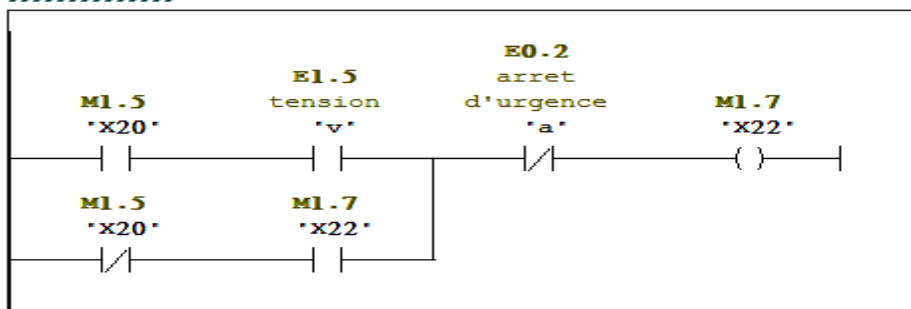 E0.2
E1.5 arret
M1.5 tension d'urgence M1.7
"X20" "v" "a" "X22"
M1.5 M1.7
"X20" "X22"